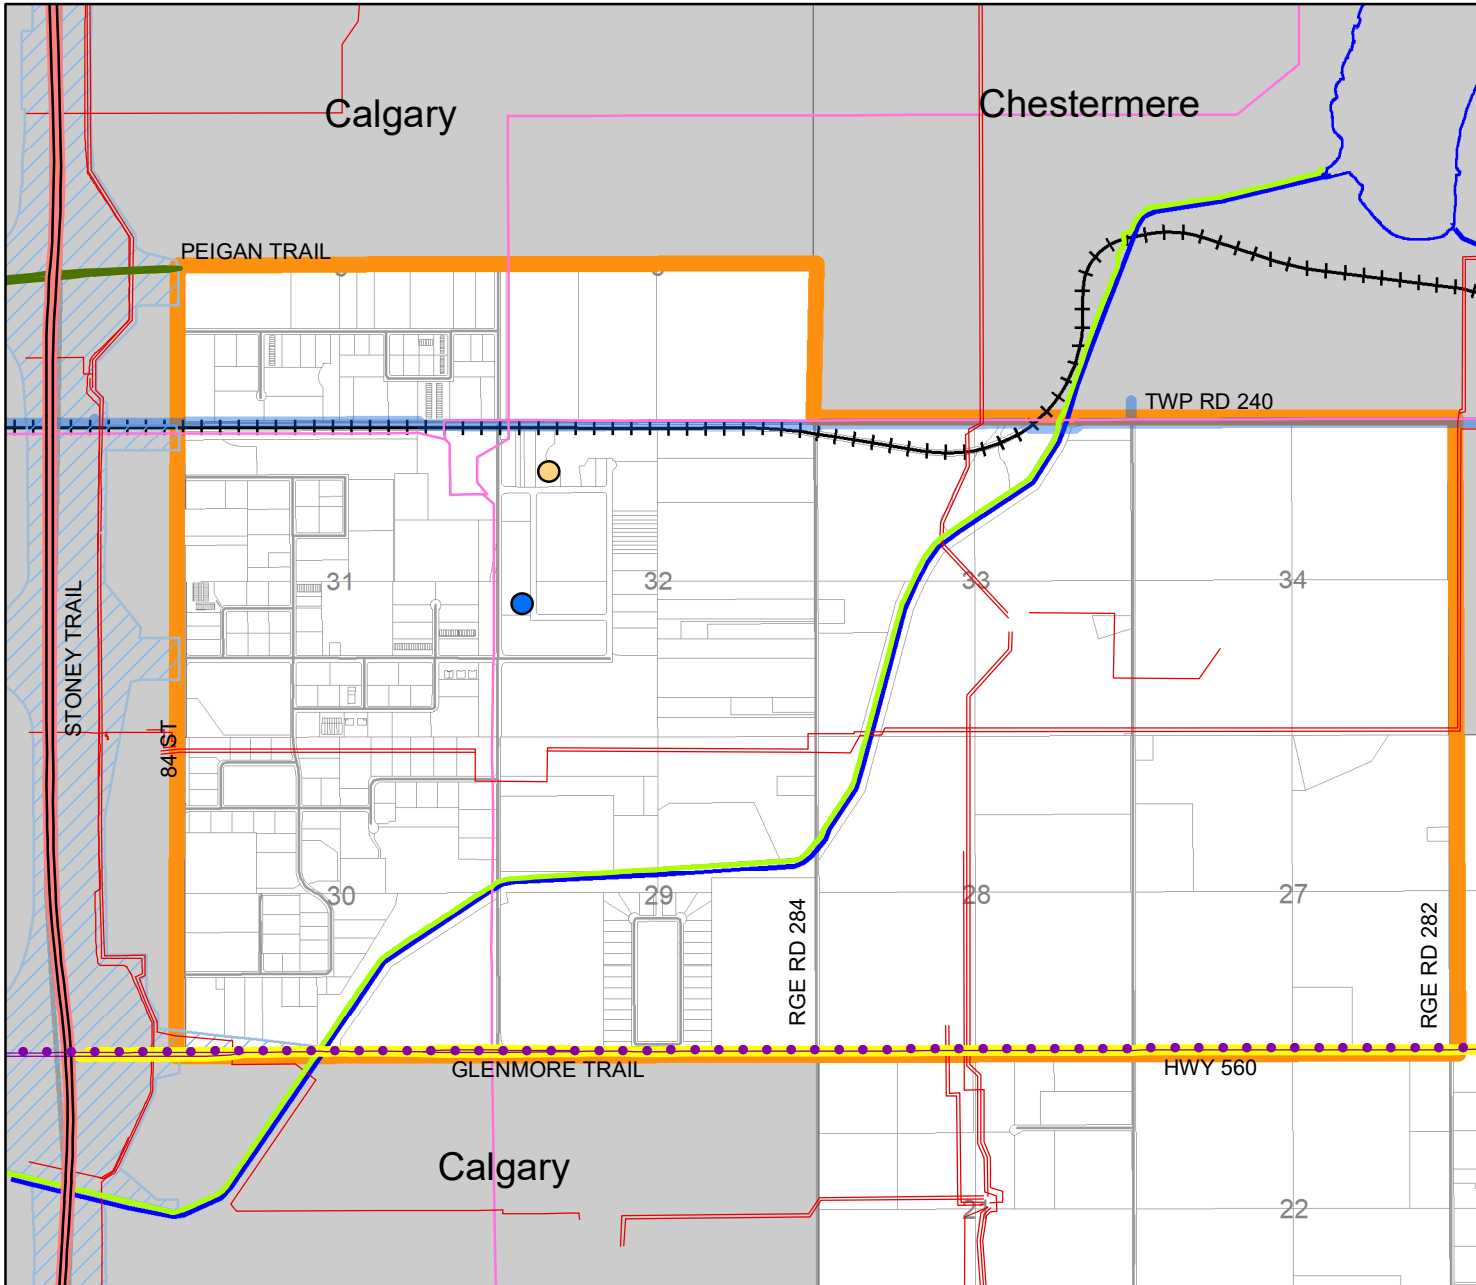 Calgary
Chestermere
PEIGAN TRAIL
TWP RD 240
31
32
33
34
STONEY TRAIL
84 ST
30
29
28
27
RGE RD 284
RGE RD 282
GLENMORE TRAIL
HWY 560
Calgary
22